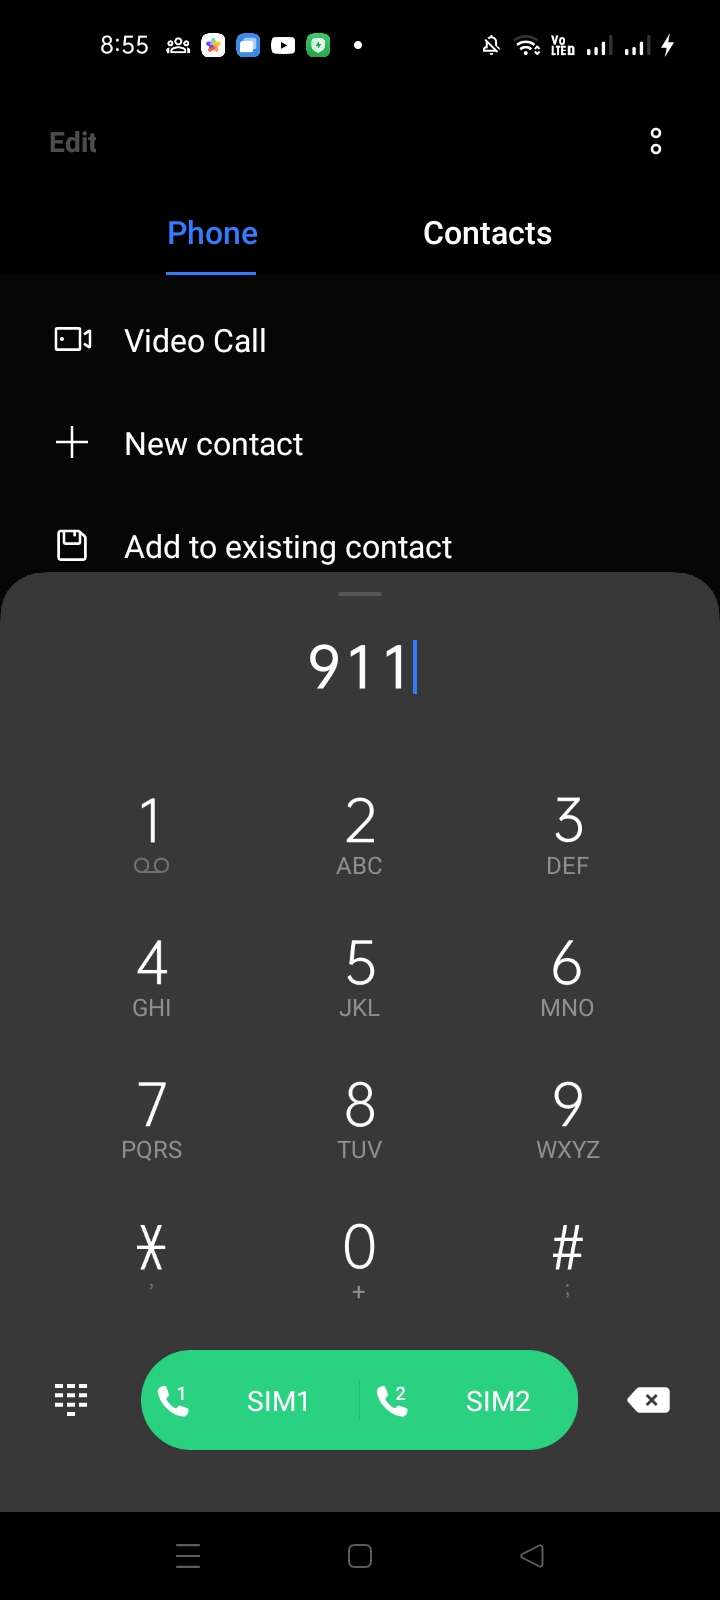 8:55
Vo LTE
Edit
Phone Contacts
Video Call
New contact
Add to existing contact
911
1 2 3
ABC DEF
4 5 6
GHI JKL MNO
7 8 9
PQRS TUV WXYZ
* 0 #
, + ;
1 SIM1 2 SIM2